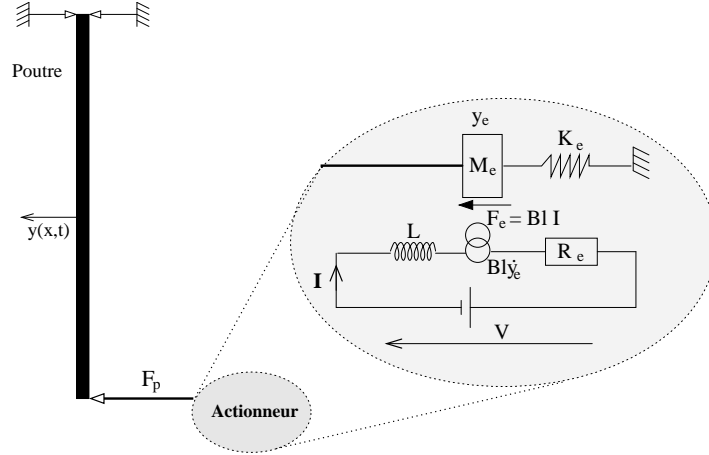 Poutre
y(x,t)
F_p
Actionneur
y_e
M_e
K_e
F_e = Bl I
L
Blẏ_e
R_e
I
V